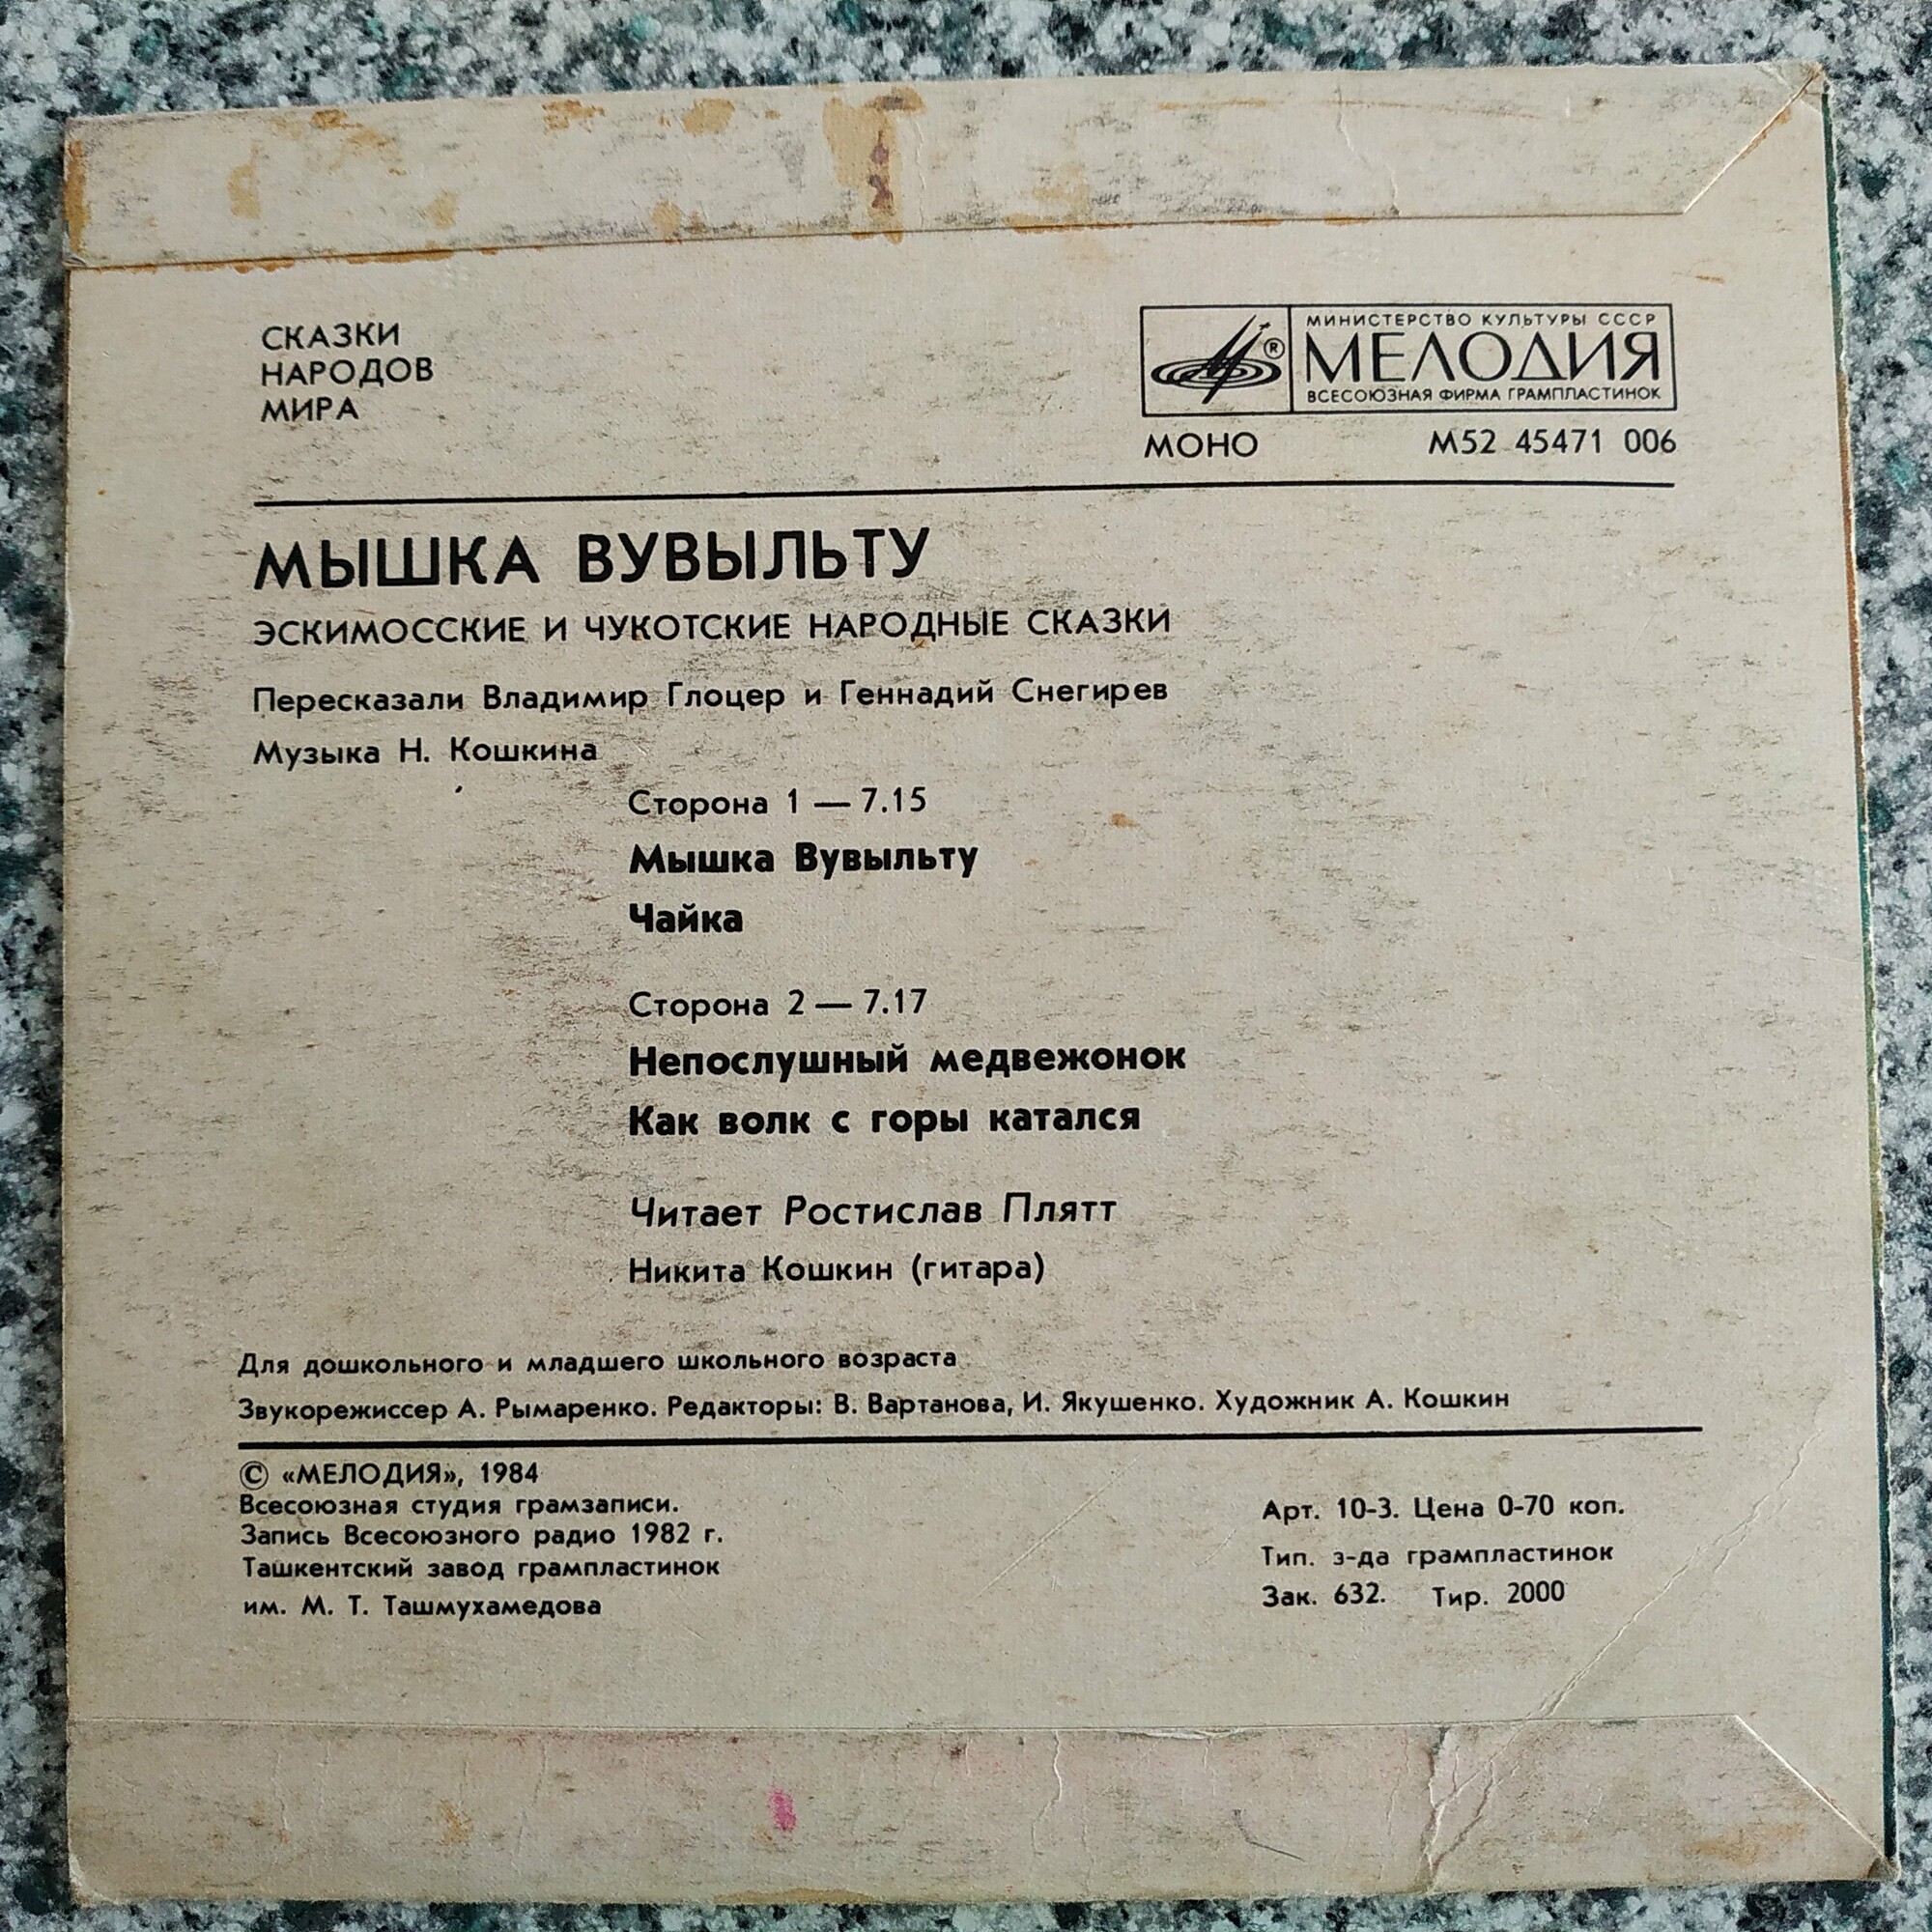 СКАЗКИ
НАРОДОВ
МИРА
МИНИСТЕРСТВО КУЛЬТУРЫ СССР
®
МЕЛОДИЯ
ВСЕСОЮЗНАЯ ФИРМА ГРАМПЛАСТИНОК
МОНО М52 45471 006
МЫШКА ВУВЫЛЬТУ
ЭСКИМОССКИЕ И ЧУКОТСКИЕ НАРОДНЫЕ СКАЗКИ
Пересказали Владимир Глоцер и Геннадий Снегирев
Музыка Н. Кошкина
Сторона 1 — 7.15
Мышка Вувыльту
Чайка
Сторона 2 — 7.17
Непослушный медвежонок
Как волк с горы катался
Читает Ростислав Плятт
Никита Кошкин (гитара)
Для дошкольного и младшего школьного возраста
Звукорежиссер А. Рымаренко. Редакторы: В. Вартанова, И. Якушенко. Художник А. Кошкин
© «МЕЛОДИЯ», 1984
Всесоюзная студия грамзаписи.
Запись Всесоюзного радио 1982 г.
Ташкентский завод грампластинок
им. М. Т. Ташмухамедова
Арт. 10-3. Цена 0-70 коп.
Тип. з-да грампластинок
Зак. 632. Тир. 2000